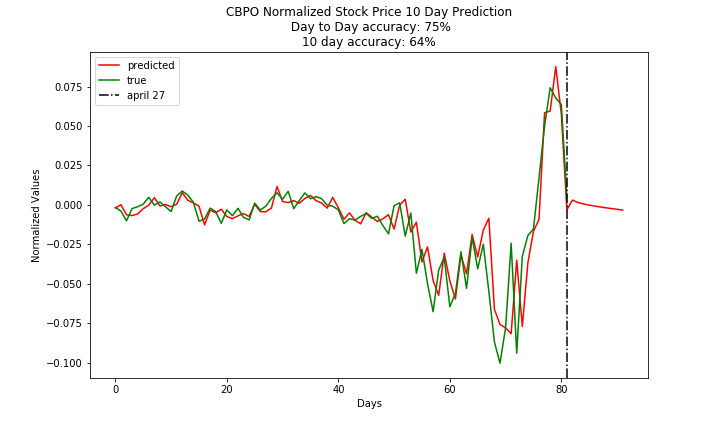 CBPO Normalized Stock Price 10 Day Prediction
Day to Day accuracy: 75%
10 day accuracy: 64%
predicted
true
april 27
Normalized Values
0.075
0.050
0.025
0.000
−0.025
−0.050
−0.075
−0.100
0 20 40 60 80
Days